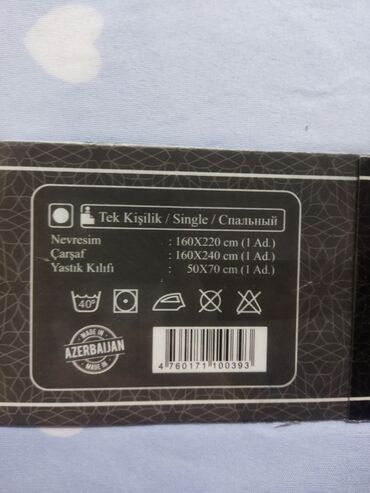 Tek Kişilik / Single / Спальный
Nevresim : 160X220 cm (1 Ad.)
Çarşaf : 160X240 cm (1 Ad.)
Yastık Kılıfı : 50X70 cm (1 Ad.)
40°
MADE IN
AZERBAIJAN
MADE IN
4 760171 100393